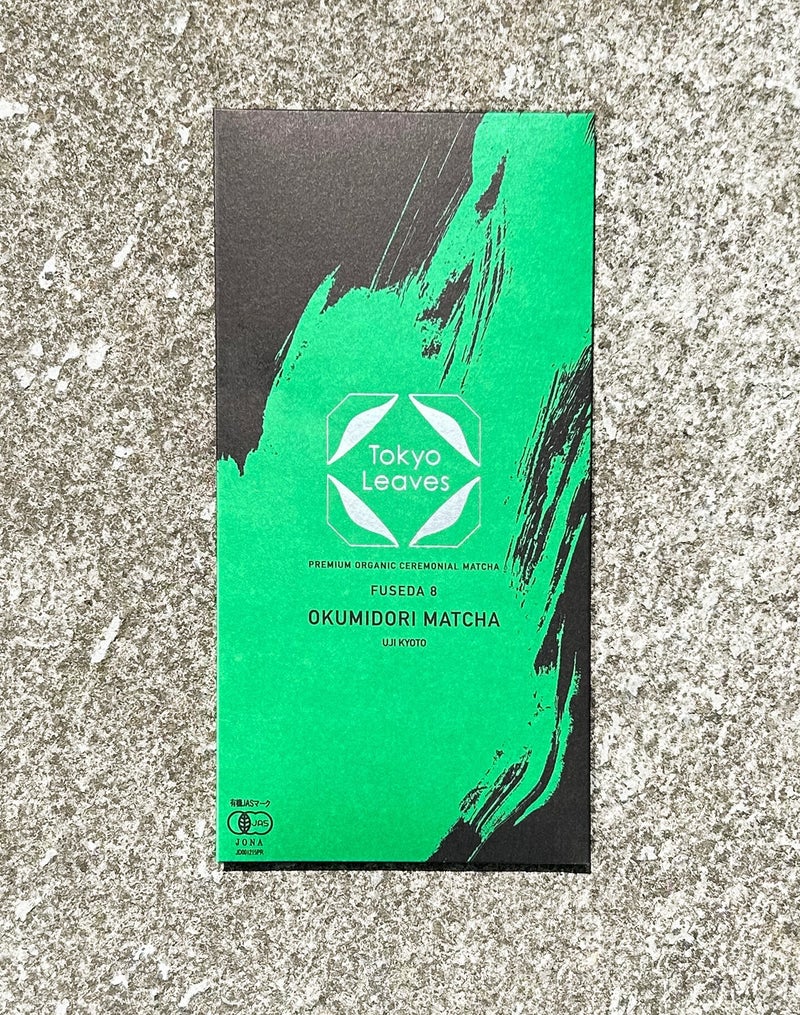 Tokyo
Leaves
PREMIUM ORGANIC CEREMONIAL MATCHA
FUSEDA 8
OKUMIDORI MATCHA
UJI KYOTO
有機JASマーク
JAS
JONA
JO001215PR